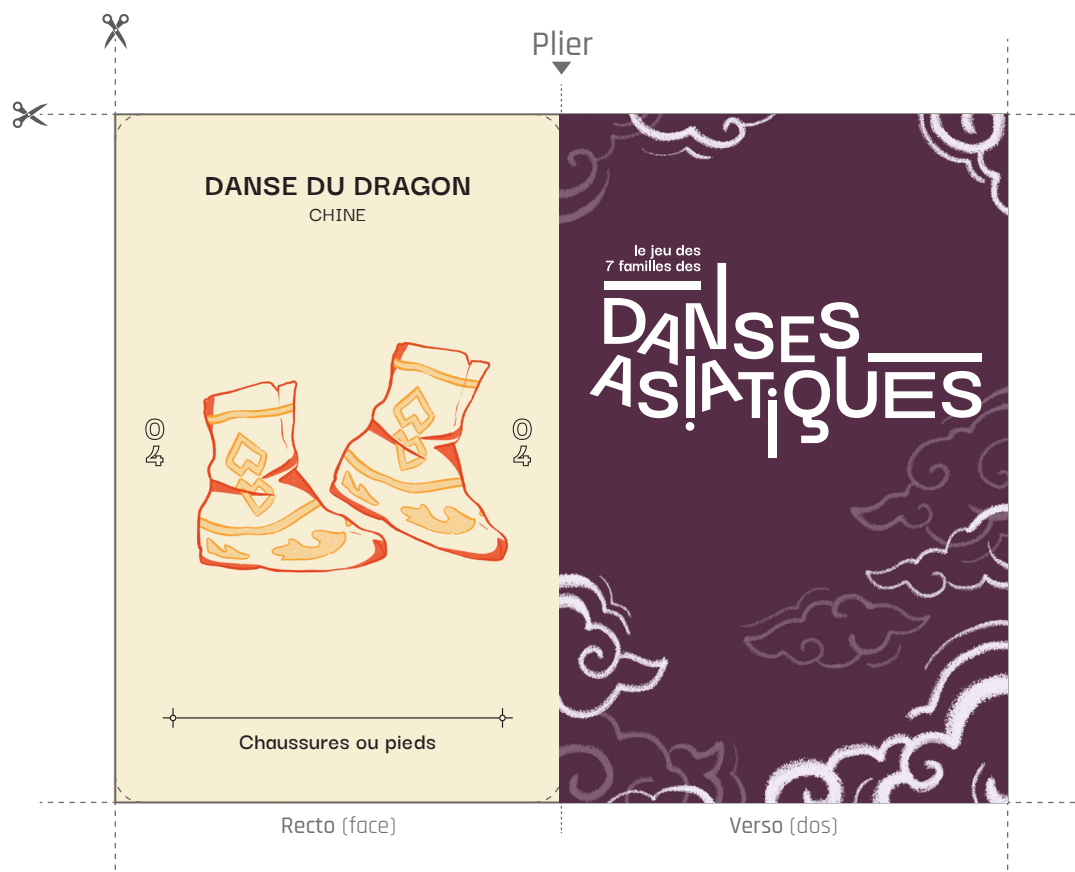 Plier
DANSE DU DRAGON
CHINE
04
04
Chaussures ou pieds
Recto (face)
le jeu des
7 familles des
DANSES
ASIATIQUES
Verso (dos)